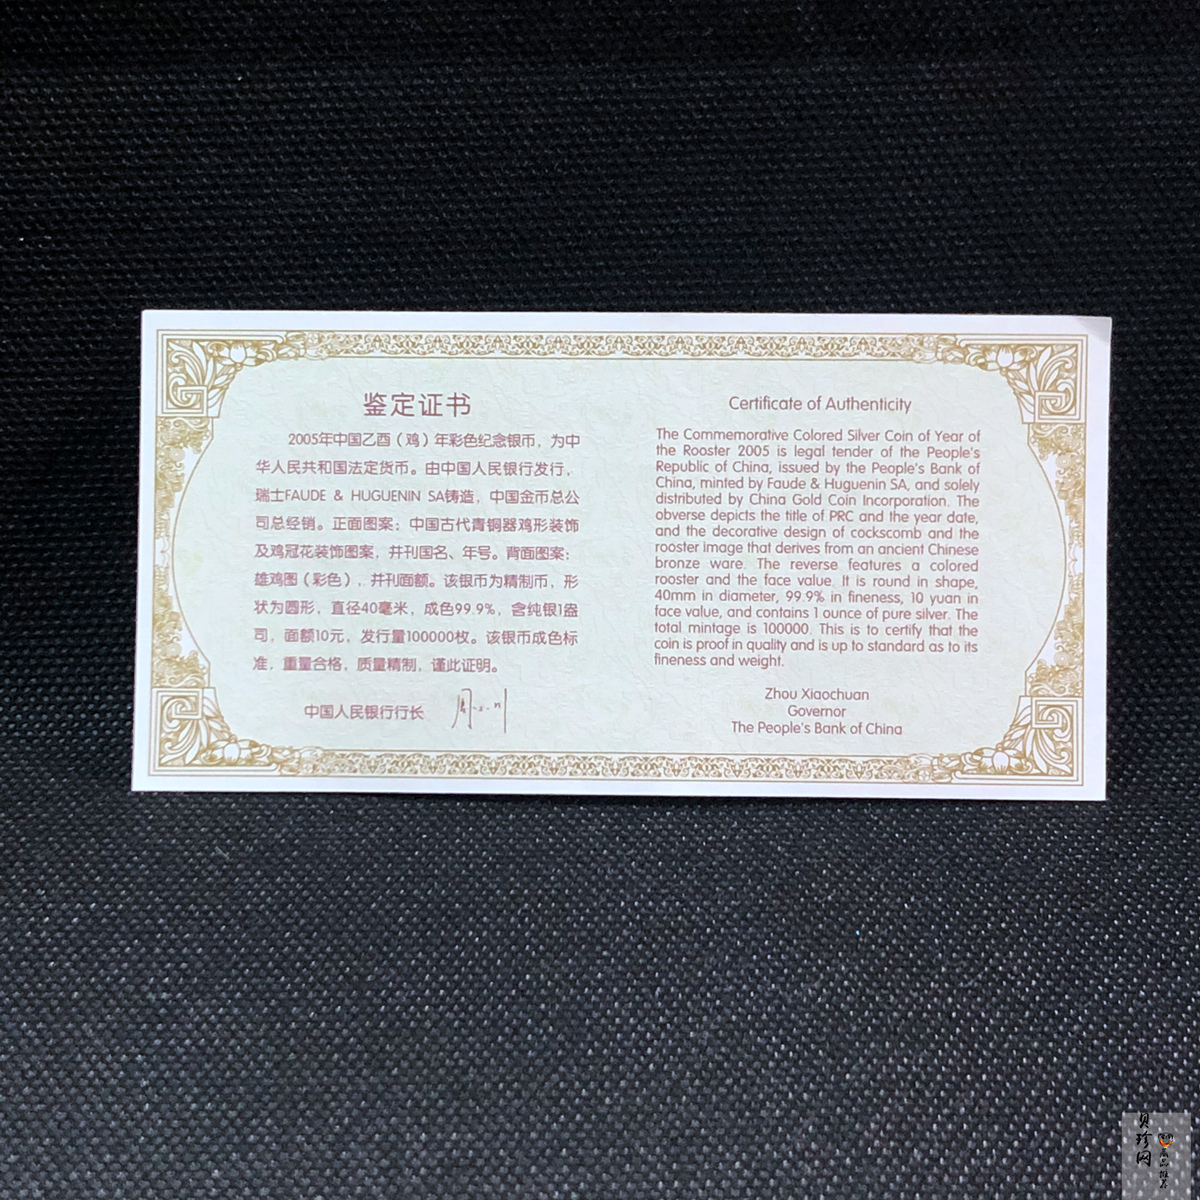 鉴定证书
2005年中国乙酉（鸡）年彩色纪念银币，为中
华人民共和国法定货币。由中国人民银行发行，
瑞士FAUDE & HUGUENIN SA铸造，中国金币总公
司总经销。正面图案：中国古代青铜器鸡形装饰
及鸡冠花装饰图案，并刊国名、年号。背面图案：
雄鸡图（彩色），并刊面额。该银币为精制币，形
状为圆形，直径40毫米，成色99.9%，含纯银1盎
司，面额10元，发行量100000枚。该银币成色标
准，重量合格，质量精制，谨此证明。
中国人民银行行长 周小川
Certificate of Authenticity
The Commemorative Colored Silver Coin of Year of
the Rooster 2005 is legal tender of the People's
Republic of China, issued by the People's Bank of
China, minted by Faude & Huguenin SA, and solely
distributed by China Gold Coin Incorporation. The
obverse depicts the title of PRC and the year date,
and the decorative design of cockscomb and the
rooster image that derives from an ancient Chinese
bronze ware. The reverse features a colored
rooster and the face value. It is round in shape,
40mm in diameter, 99.9% in fineness, 10 yuan in
face value, and contains 1 ounce of pure silver. The
total mintage is 100000. This is to certify that the
coin is proof in quality and is up to standard as to its
fineness and weight.
Zhou Xiaochuan
Governor
The People's Bank of China
贝珍网